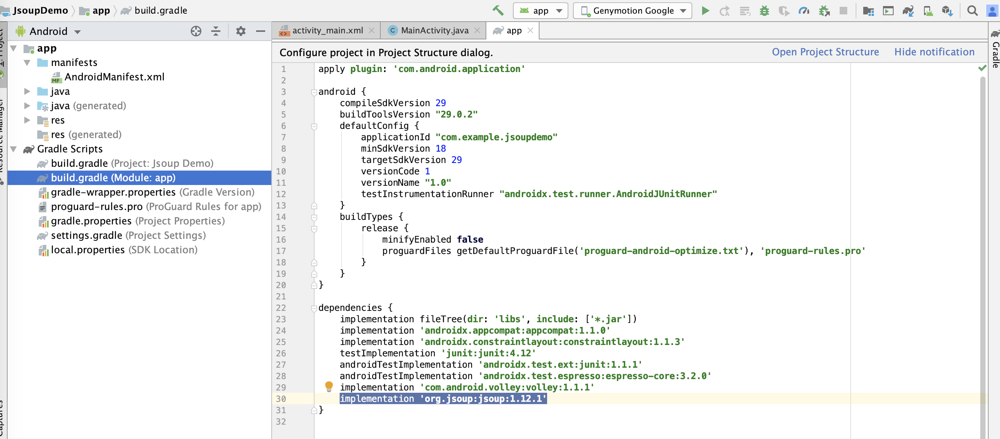 JsoupDemo app build.gradle app Genymotion Google
Android
activity_main.xml MainActivity.java app
Configure project in Project Structure dialog. Open Project Structure Hide notification
app
manifests
AndroidManifest.xml
java
java (generated)
res
res (generated)
Gradle Scripts
build.gradle (Project: Jsoup Demo)
build.gradle (Module: app)
gradle-wrapper.properties (Gradle Version)
proguard-rules.pro (ProGuard Rules for app)
gradle.properties (Project Properties)
settings.gradle (Project Settings)
local.properties (SDK Location)
1 apply plugin: 'com.android.application'
2
3 android {
4 compileSdkVersion 29
5 buildToolsVersion "29.0.2"
6 defaultConfig {
7 applicationId "com.example.jsoupdemo"
8 minSdkVersion 18
9 targetSdkVersion 29
10 versionCode 1
11 versionName "1.0"
12 testInstrumentationRunner "androidx.test.runner.AndroidJUnitRunner"
13 }
14 buildTypes {
15 release {
16 minifyEnabled false
17 proguardFiles getDefaultProguardFile('proguard-android-optimize.txt'), 'proguard-rules.pro'
18 }
19 }
20 }
21
22 dependencies {
23 implementation fileTree(dir: 'libs', include: ['*.jar'])
24 implementation 'androidx.appcompat:appcompat:1.1.0'
25 implementation 'androidx.constraintlayout:constraintlayout:1.1.3'
26 testImplementation 'junit:junit:4.12'
27 androidTestImplementation 'androidx.test.ext:junit:1.1.1'
28 androidTestImplementation 'androidx.test.espresso:espresso-core:3.2.0'
29 implementation 'com.android.volley:volley:1.1.1'
30 implementation 'org.jsoup:jsoup:1.12.1'
31 }
32
Gradle